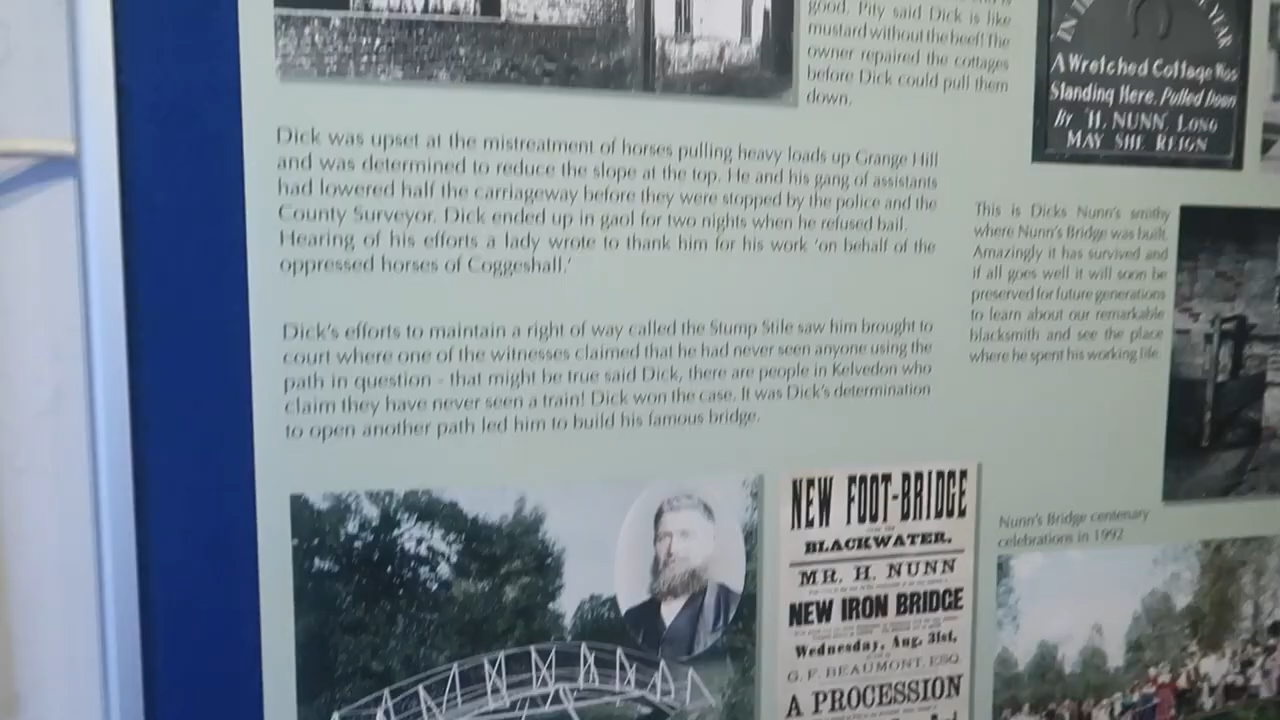 good. Pity said Dick is like
mustard without the beef! The
owner repaired the cottages
before Dick could pull them
down.
IN THE YEAR
A Wretched Cottage Was
Standing Here. Pulled Down
By H. NUNN, LONG
MAY SHE REIGN
Dick was upset at the mistreatment of horses pulling heavy loads up Grange Hill
and was determined to reduce the slope at the top. He and his gang of assistants
had lowered half the carriageway before they were stopped by the police and the
County Surveyor. Dick ended up in gaol for two nights when he refused bail.
Hearing of his efforts a lady wrote to thank him for his work 'on behalf of the
oppressed horses of Coggeshall.'
Dick's efforts to maintain a right of way called the Stump Stile saw him brought to
court where one of the witnesses claimed that he had never seen anyone using the
path in question - that might be true said Dick, there are people in Kelvedon who
claim they have never seen a train! Dick won the case. It was Dick's determination
to open another path led him to build his famous bridge.
This is Dicks Nunn's smithy
where Nunn's Bridge was built.
Amazingly it has survived and
if all goes well it will soon be
preserved for future generations
to learn about our remarkable
blacksmith and see the place
where he spent his working life.
NEW FOOT-BRIDGE
BLACKWATER.
MR. H. NUNN
NEW IRON BRIDGE
Wednesday, Aug. 31st,
G. F. BEAUMONT, ESQ.
A PROCESSION
Nunn's Bridge centenary
celebrations in 1992